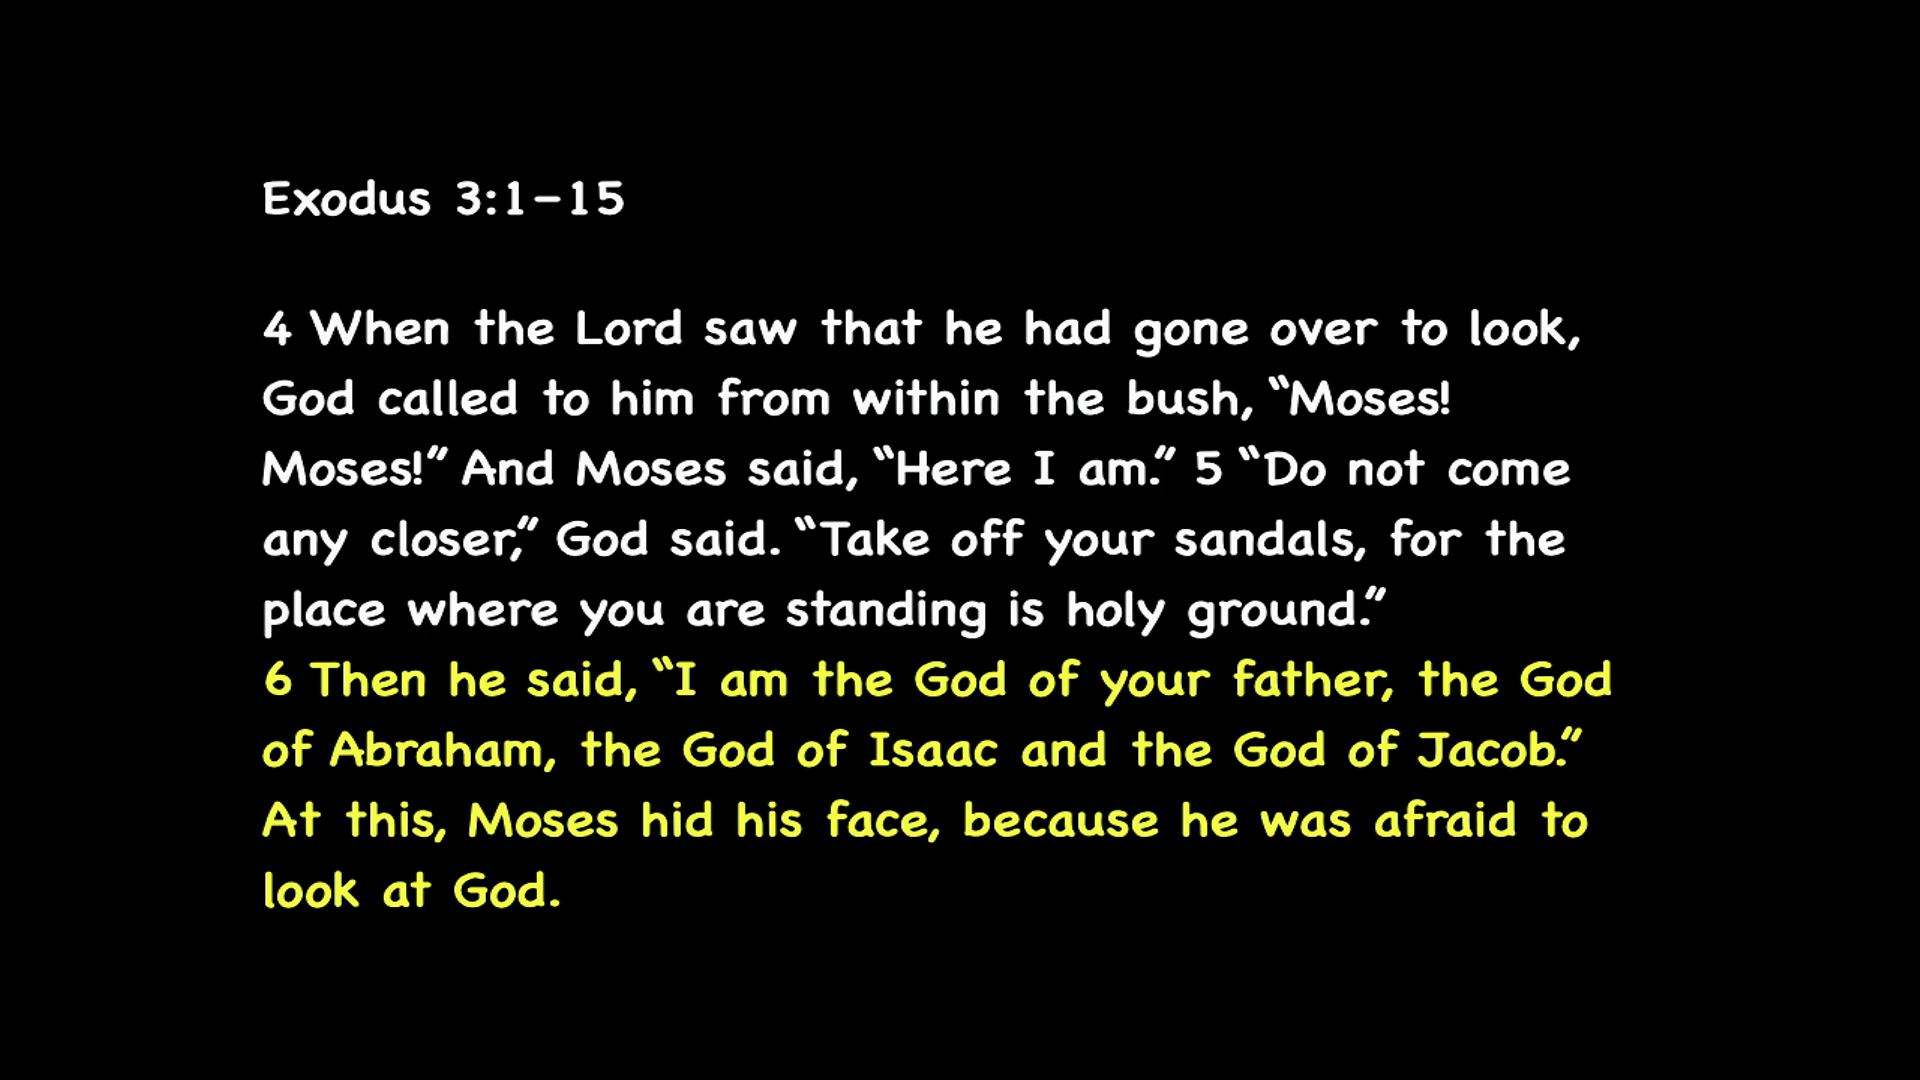 Exodus 3:1–15
4 When the Lord saw that he had gone over to look,
God called to him from within the bush, “Moses!
Moses!” And Moses said, “Here I am.” 5 “Do not come
any closer,” God said. “Take off your sandals, for the
place where you are standing is holy ground.”
6 Then he said, “I am the God of your father, the God
of Abraham, the God of Isaac and the God of Jacob.”
At this, Moses hid his face, because he was afraid to
look at God.